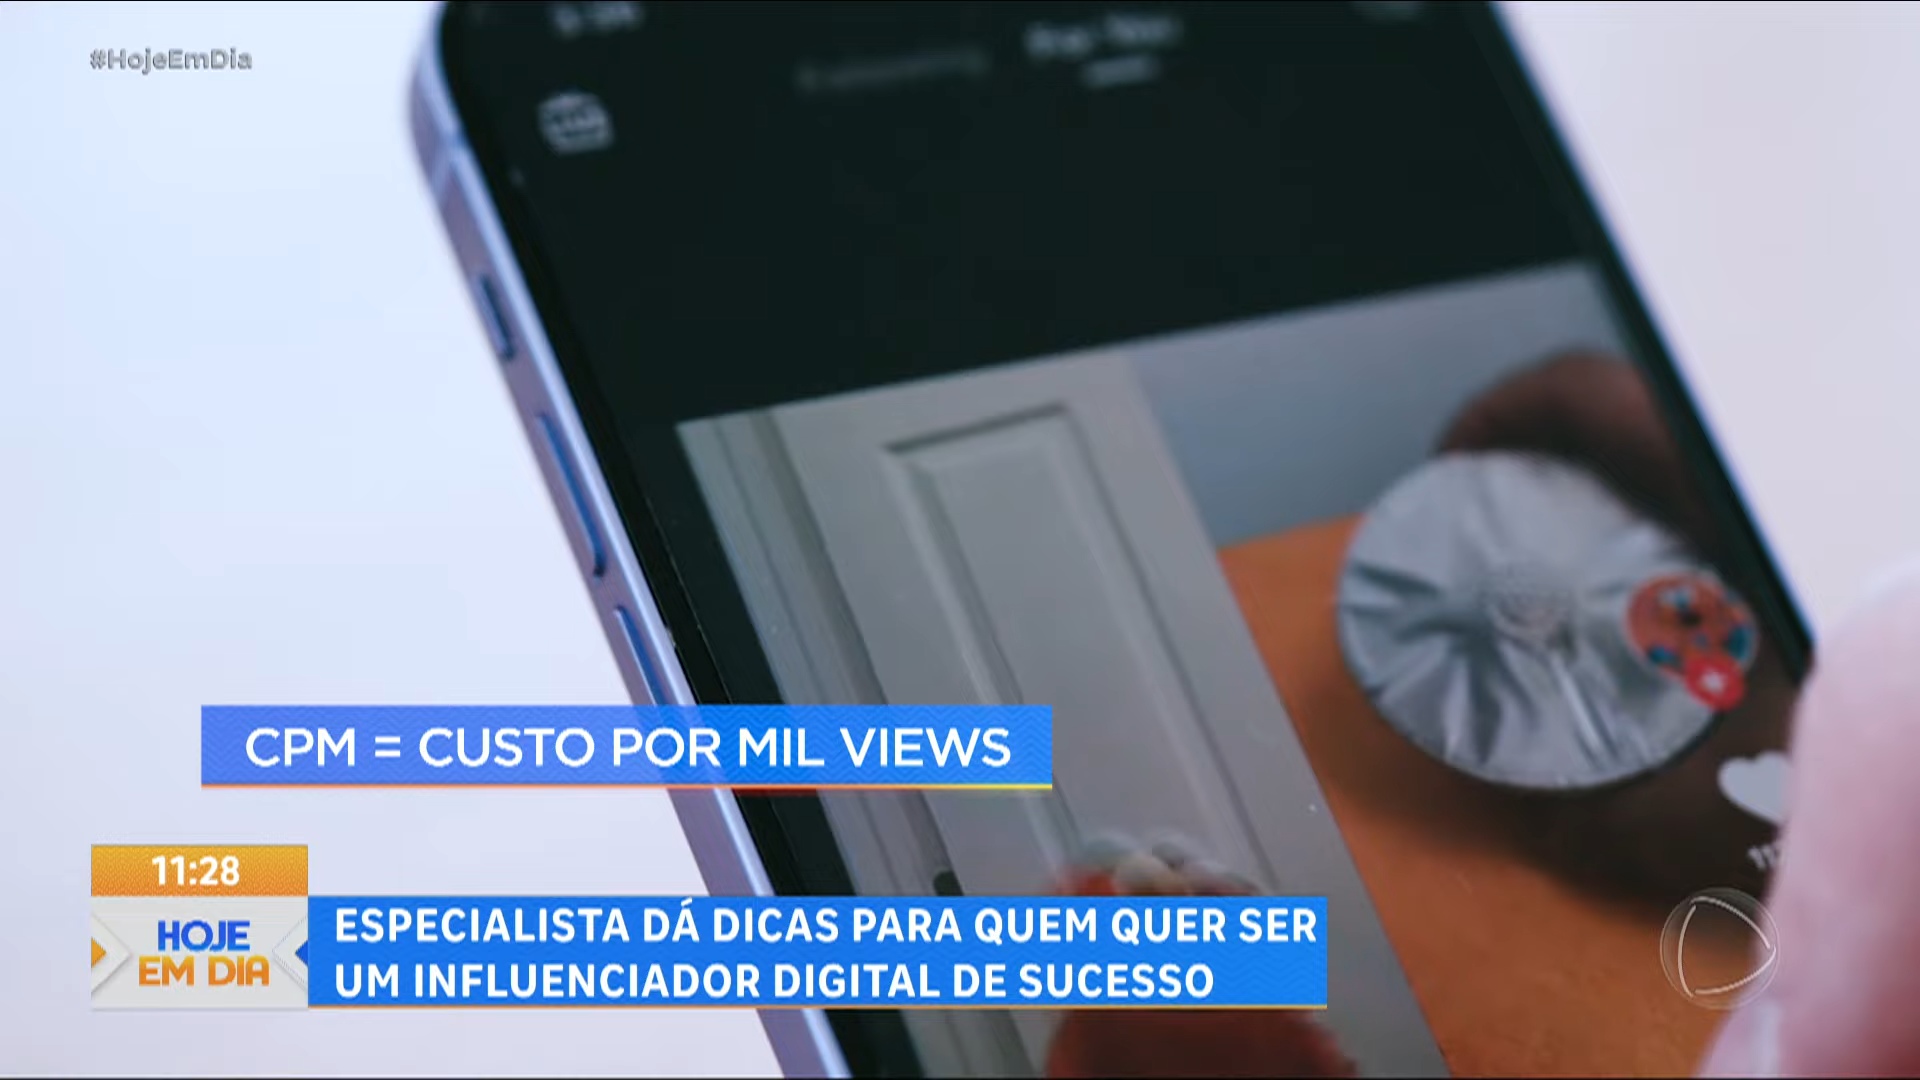 #HojeEmDia
CPM = CUSTO POR MIL VIEWS
11:28
HOJE
EM DIA
ESPECIALISTA DÁ DICAS PARA QUEM QUER SER
UM INFLUENCIADOR DIGITAL DE SUCESSO